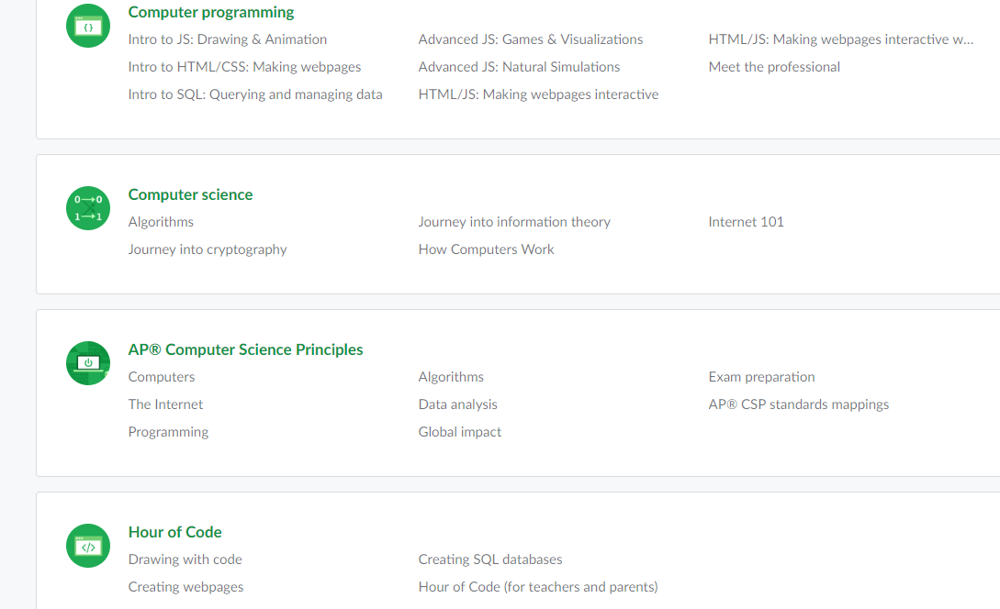 Computer programming
Intro to JS: Drawing & Animation
Advanced JS: Games & Visualizations
HTML/JS: Making webpages interactive w...
Intro to HTML/CSS: Making webpages
Advanced JS: Natural Simulations
Meet the professional
Intro to SQL: Querying and managing data
HTML/JS: Making webpages interactive
0→0
1→1
Computer science
Algorithms
Journey into information theory
Internet 101
Journey into cryptography
How Computers Work
AP® Computer Science Principles
Computers
Algorithms
Exam preparation
The Internet
Data analysis
AP® CSP standards mappings
Programming
Global impact
Hour of Code
Drawing with code
Creating SQL databases
Creating webpages
Hour of Code (for teachers and parents)